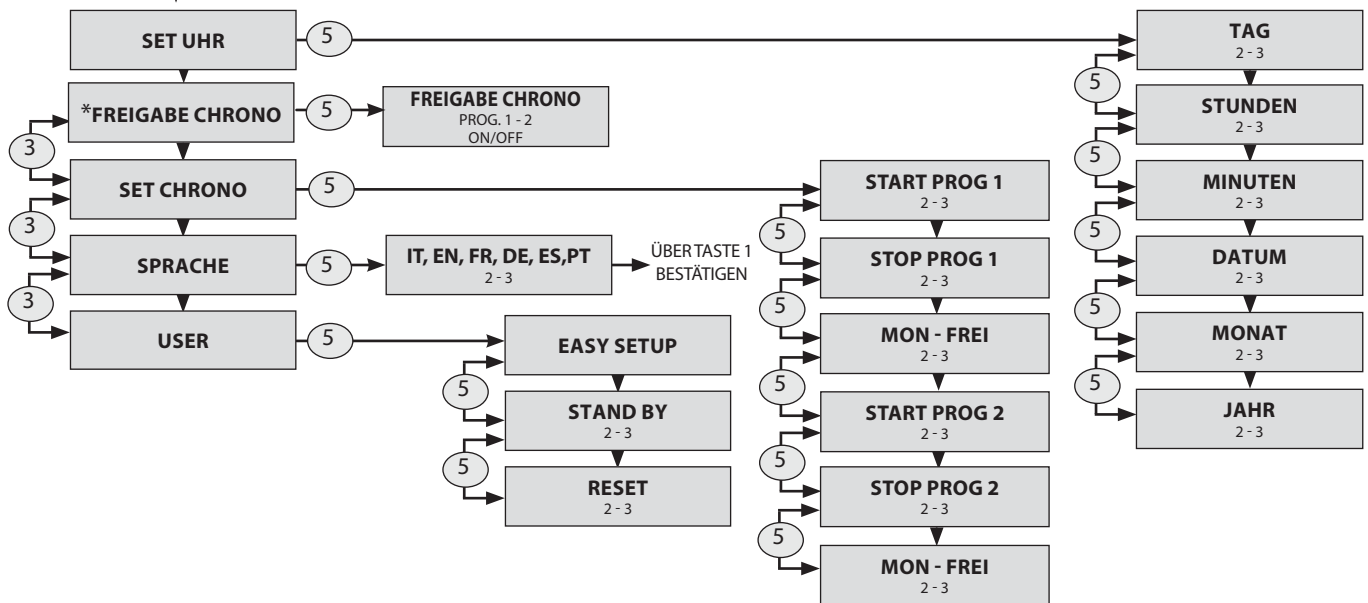 SET UHR
5
TAG
2 - 3
5
*FREIGABE CHRONO
5
FREIGABE CHRONO
PROG. 1 - 2
ON/OFF
STUNDEN
2 - 3
3
5
SET CHRONO
5
START PROG 1
2 - 3
MINUTEN
2 - 3
3
5
5
SPRACHE
5
IT, EN, FR, DE, ES,PT
2 - 3
ÜBER TASTE 1
BESTÄTIGEN
STOP PROG 1
2 - 3
DATUM
2 - 3
3
5
5
USER
5
EASY SETUP
MON - FREI
2 - 3
MONAT
2 - 3
5
5
5
STAND BY
2 - 3
START PROG 2
2 - 3
JAHR
2 - 3
5
5
RESET
2 - 3
STOP PROG 2
2 - 3
5
MON - FREI
2 - 3